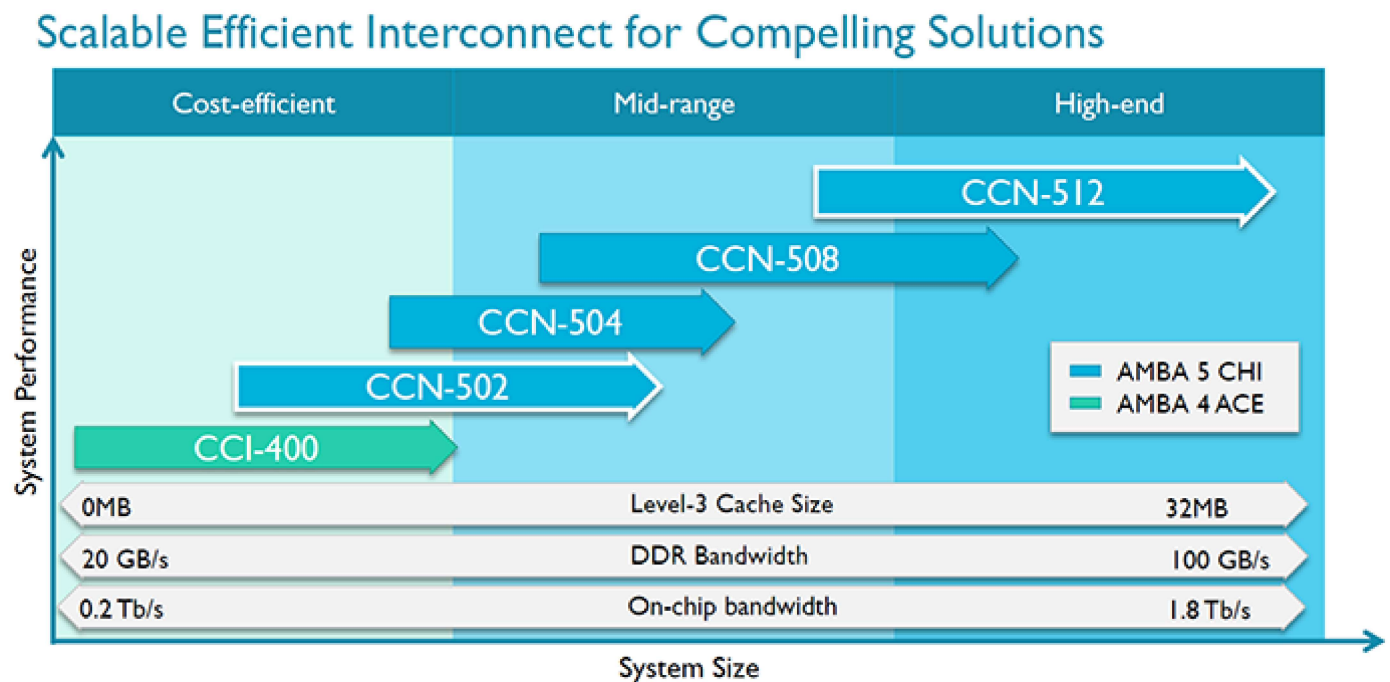 Scalable Efficient Interconnect for Compelling Solutions
Cost-efficient
Mid-range
High-end
System Performance
CCN-512
CCN-508
CCN-504
CCN-502
CCI-400
AMBA 5 CHI
AMBA 4 ACE
0MB Level-3 Cache Size 32MB
20 GB/s DDR Bandwidth 100 GB/s
0.2 Tb/s On-chip bandwidth 1.8 Tb/s
System Size